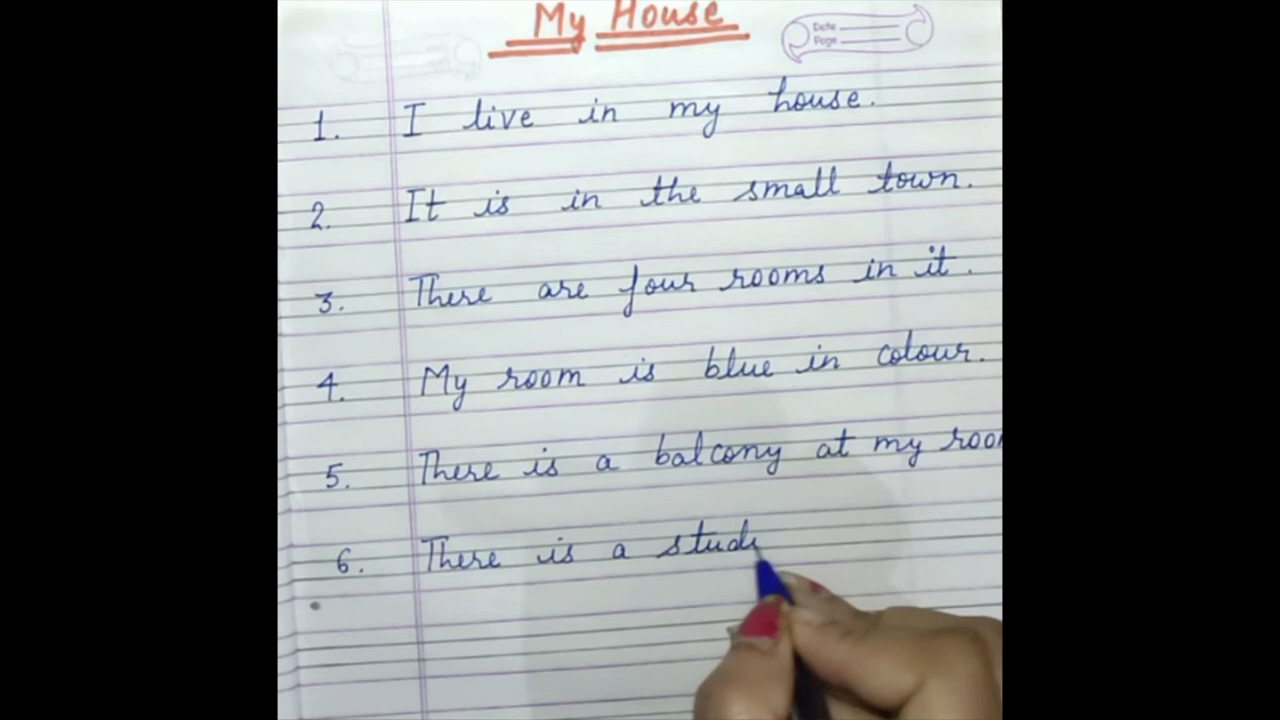 My House
Date
Page
1. I live in my house.
2. It is in the small town.
3. There are four rooms in it.
4. My room is blue in colour.
5. There is a balcony at my room
6. There is a stud